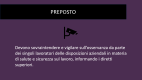 PREPOSTO
Devono sovraintendere e vigilare sull'osservanza da parte
dei singoli lavoratori delle disposizioni aziendali in materia
di salute e sicurezza sul lavoro, informando i diretti
superiori.